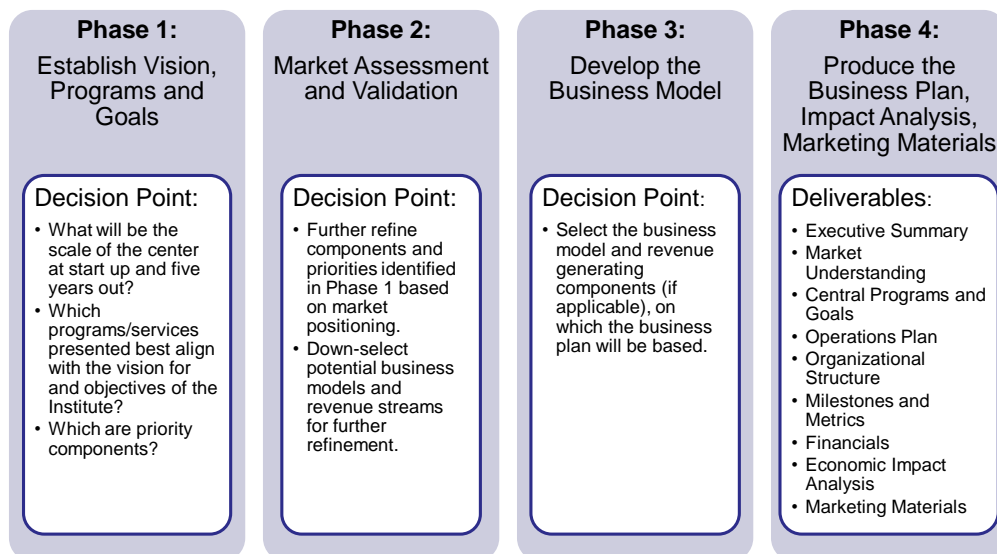 Phase 1:
Establish Vision,
Programs and
Goals
Decision Point:
• What will be the
scale of the center
at start up and five
years out?
• Which
programs/services
presented best align
with the vision for
and objectives of the
Institute?
• Which are priority
components?
Phase 2:
Market Assessment
and Validation
Decision Point:
• Further refine
components and
priorities identified
in Phase 1 based
on market
positioning.
• Down-select
potential business
models and
revenue streams
for further
refinement.
Phase 3:
Develop the
Business Model
Decision Point:
• Select the business
model and revenue
generating
components (if
applicable), on
which the business
plan will be based.
Phase 4:
Produce the
Business Plan,
Impact Analysis,
Marketing Materials
Deliverables:
• Executive Summary
• Market
Understanding
• Central Programs and
Goals
• Operations Plan
• Organizational
Structure
• Milestones and
Metrics
• Financials
• Economic Impact
Analysis
• Marketing Materials